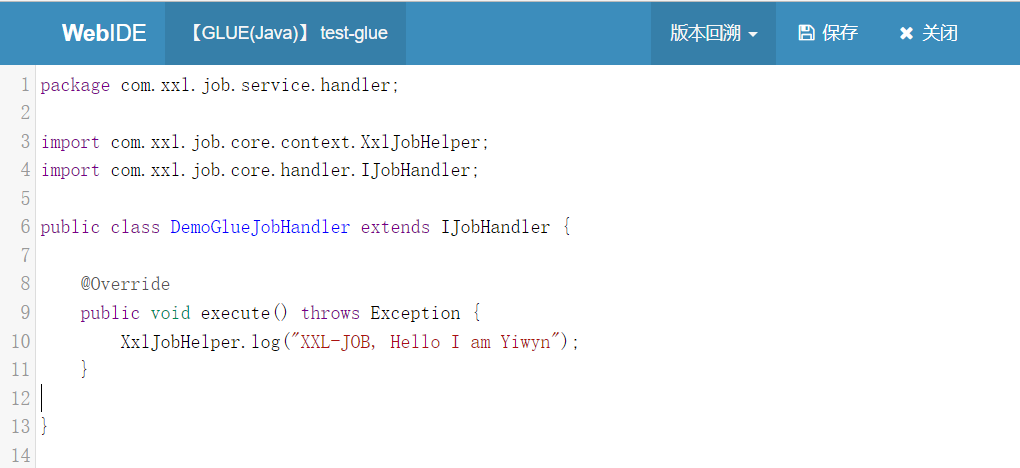 WebIDE 【GLUE(Java)】 test-glue 版本回溯 保存 关闭
1 package com.xxl.job.service.handler;
2
3 import com.xxl.job.core.context.XxlJobHelper;
4 import com.xxl.job.core.handler.IJobHandler;
5
6 public class DemoGlueJobHandler extends IJobHandler {
7
8     @Override
9     public void execute() throws Exception {
10         XxlJobHelper.log("XXL-JOB, Hello I am Yiwyn");
11     }
12
13 }
14